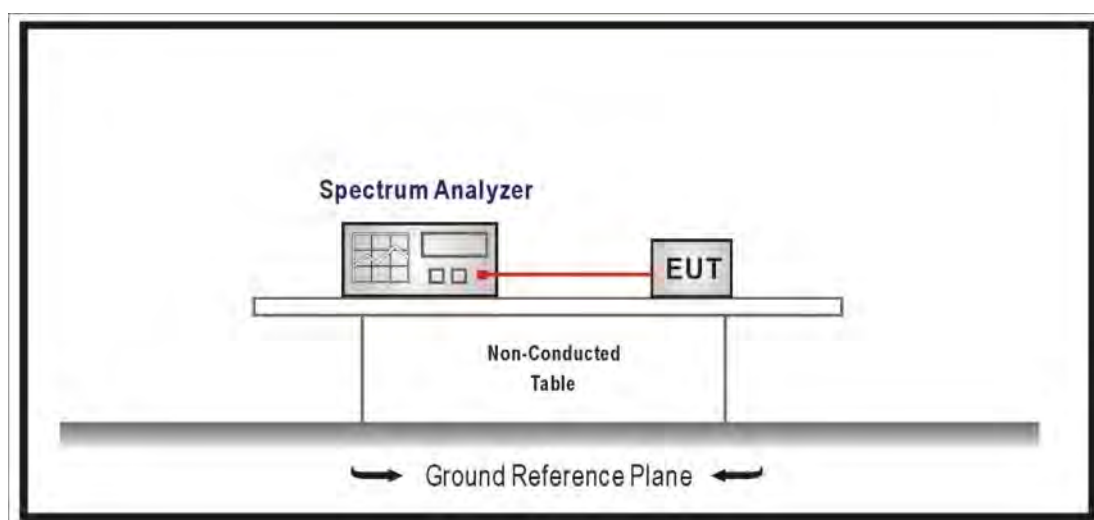 Spectrum Analyzer
EUT
Non-Conducted
Table
Ground Reference Plane